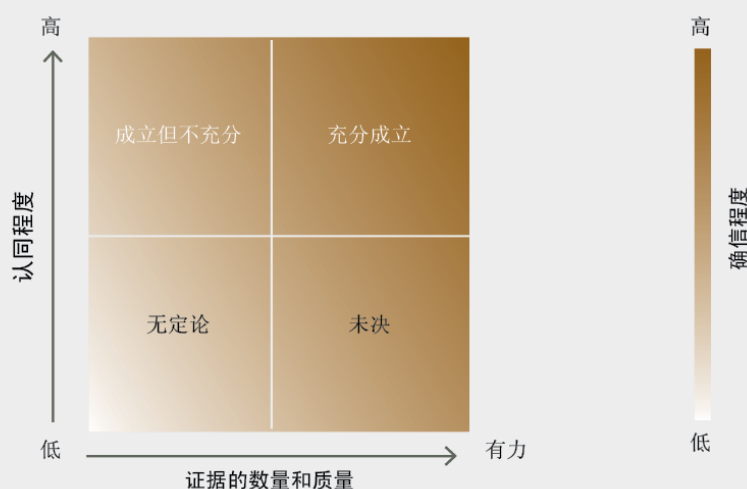 高
高
成立但不充分
充分成立
认同程度
确信程度
无定论
未决
低
有力
低
证据的数量和质量